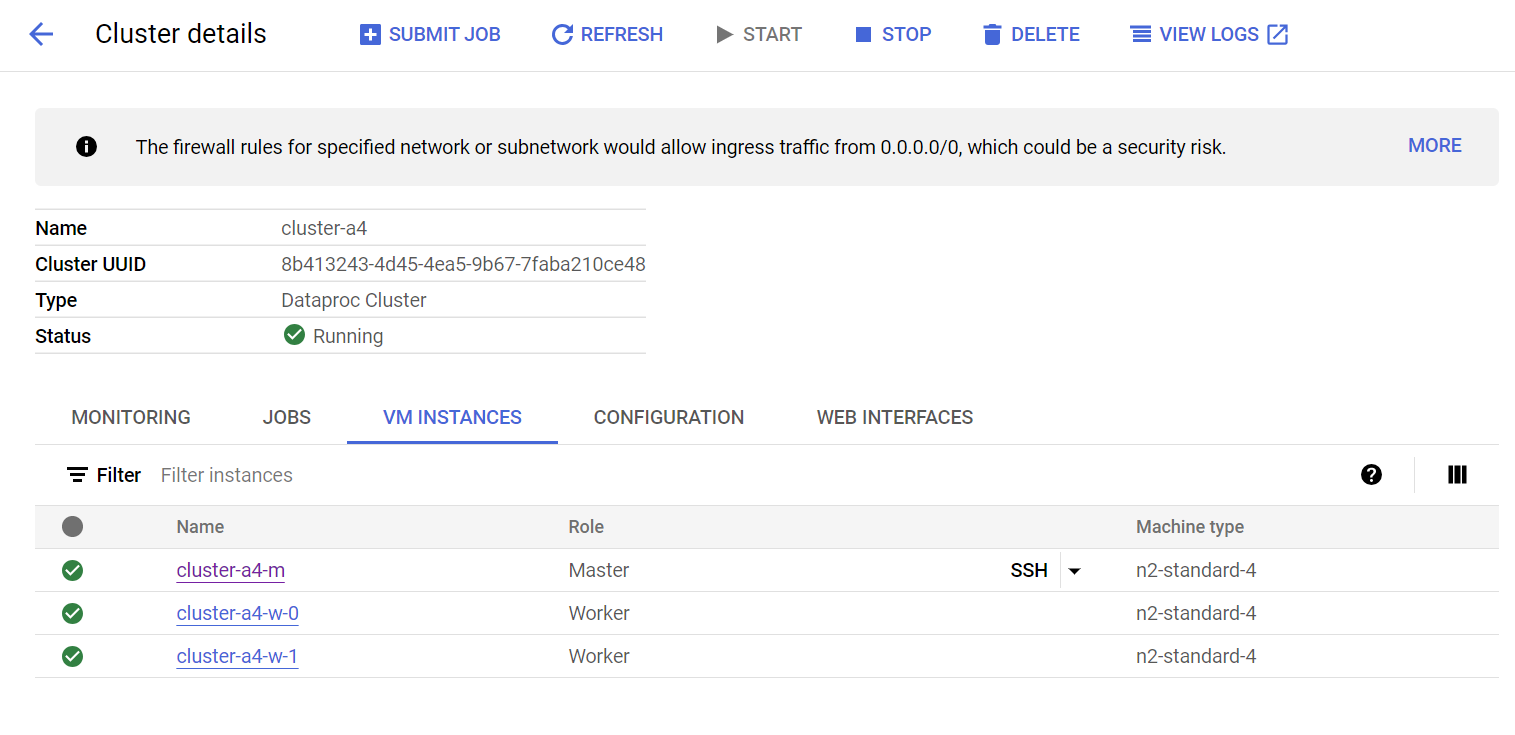 Cluster details SUBMIT JOB REFRESH START STOP DELETE VIEW LOGS
The firewall rules for specified network or subnetwork would allow ingress traffic from 0.0.0.0/0, which could be a security risk. MORE
Name cluster-a4
Cluster UUID 8b413243-4d45-4ea5-9b67-7faba210ce48
Type Dataproc Cluster
Status Running
MONITORING JOBS VM INSTANCES CONFIGURATION WEB INTERFACES
Filter Filter instances
Name Role Machine type
cluster-a4-m Master SSH n2-standard-4
cluster-a4-w-0 Worker n2-standard-4
cluster-a4-w-1 Worker n2-standard-4